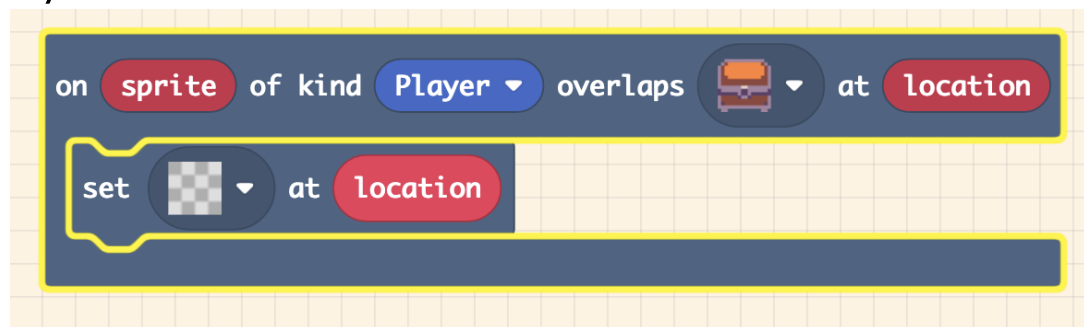 on sprite of kind Player overlaps at location
set at location